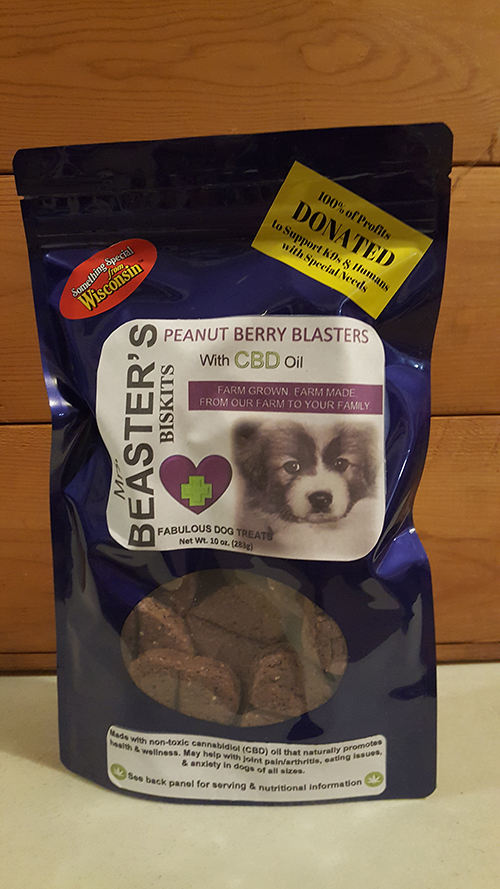 100% of Profits
DONATED
to Support K9s & Humans
with Special Needs
Something Special
from
Wisconsin™
PEANUT BERRY BLASTERS
With CBD Oil
FARM GROWN. FARM MADE.
FROM OUR FARM TO YOUR FAMILY
BEASTER'S
BISKITS
FABULOUS DOG TREATS
Net Wt. 10 oz. (283g)
Made with non-toxic cannabidiol (CBD) oil that naturally promotes
health & wellness. May help with joint pain/arthritis, eating issues,
& anxiety in dogs of all sizes.
See back panel for serving & nutritional information